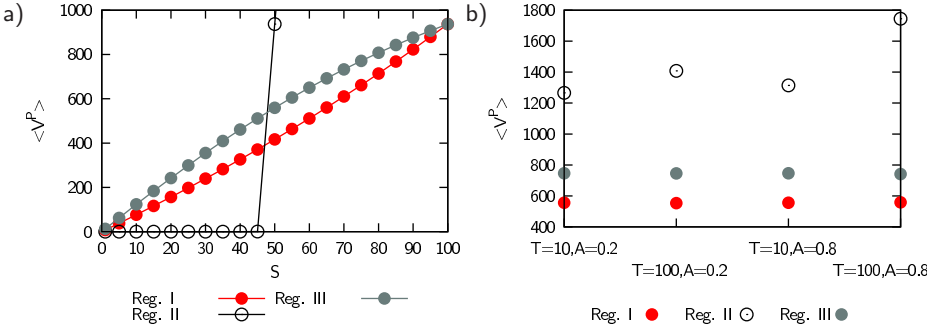 a)
<V^P>
1000
800
600
400
200
0
0 10 20 30 40 50 60 70 80 90 100
S
Reg. I Reg. III
Reg. II
b)
<V^P>
1800
1600
1400
1200
1000
800
600
400
T=10,A=0.2 T=10,A=0.8
T=100,A=0.2 T=100,A=0.8
Reg. I Reg. II Reg. III